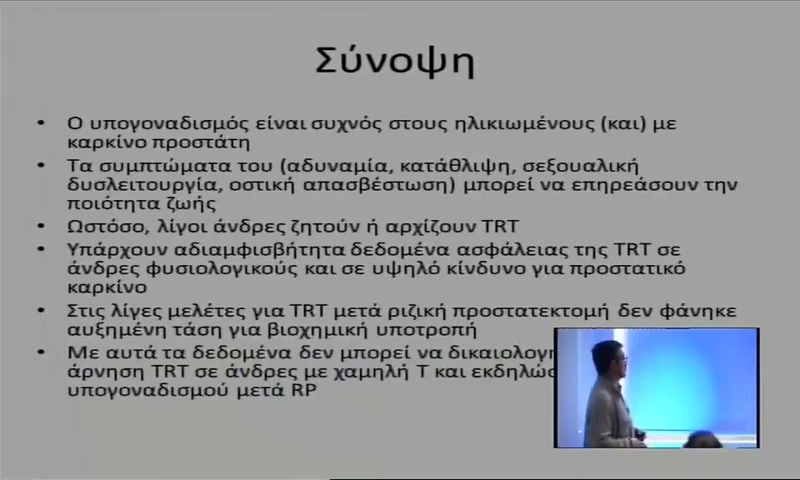 Σύνοψη
• Ο υπογοναδισμός είναι συχνός στους ηλικιωμένους (και) με
καρκίνο προστάτη
• Τα συμπτώματα του (αδυναμία, κατάθλιψη, σεξουαλική
δυσλειτουργία, οστική απασβέστωση) μπορεί να επηρεάσουν την
ποιότητα ζωής
• Ωστόσο, λίγοι άνδρες ζητούν ή αρχίζουν TRT
• Υπάρχουν αδιαμφισβήτητα δεδομένα ασφάλειας της TRT σε
άνδρες φυσιολογικούς και σε υψηλό κίνδυνο για προστατικό
καρκίνο
• Στις λίγες μελέτες για TRT μετά ριζική προστατεκτομή δεν φάνηκε
αυξημένη τάση για βιοχημική υποτροπή
• Με αυτά τα δεδομένα δεν μπορεί να
άρνηση TRT σε άνδρες με χαμηλή T και
υπογοναδισμού μετά RP